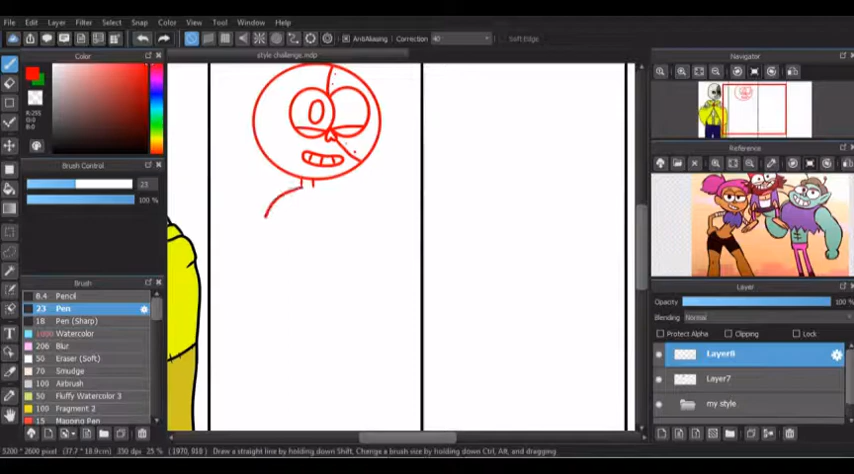 File Edit Layer Filter Select Snap Color View Tool Window Help
AntiAliasing Correction 40 Soft Edge
style challenge.mdp
Color
R:255
G:0
B:0
Brush Control
23
100 %
Brush
8.4 Pencil
23 Pen
18 Pen (Sharp)
1000 Watercolor
206 Blur
50 Eraser (Soft)
70 Smudge
100 Airbrush
50 Fluffy Watercolor 3
100 Fragment 2
15 Mapping Pen
Navigator
Reference
Layer
Opacity 100 %
Blending Normal
Protect Alpha Clipping Lock
Layer8
Layer7
my style
5200 * 2600 pixel (37.7 * 18.9cm) 350 dpi 25 % (1970, 918) Draw a straight line by holding down Shift, Change a brush size by holding down Ctrl, Alt, and dragging